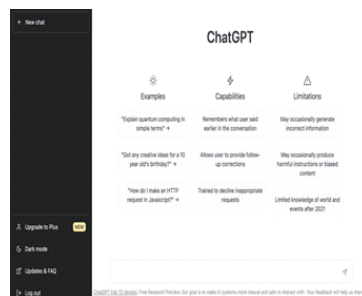 + New chat
ChatGPT
Examples
Capabilities
Limitations
"Explain quantum computing in
simple terms" →
Remembers what user said
earlier in the conversation
May occasionally generate
incorrect information
"Got any creative ideas for a 10
year old's birthday?" →
Allows user to provide follow-
up corrections
May occasionally produce
harmful instructions or biased
content
"How do I make an HTTP
request in Javascript?" →
Trained to decline inappropriate
requests
Limited knowledge of world and
events after 2021
Upgrade to Plus NEW
Dark mode
Updates & FAQ
Log out
ChatGPT Feb 13 Version. Free Research Preview. Our goal is to make AI systems more natural and safe to interact with. Your feedback will help us impr